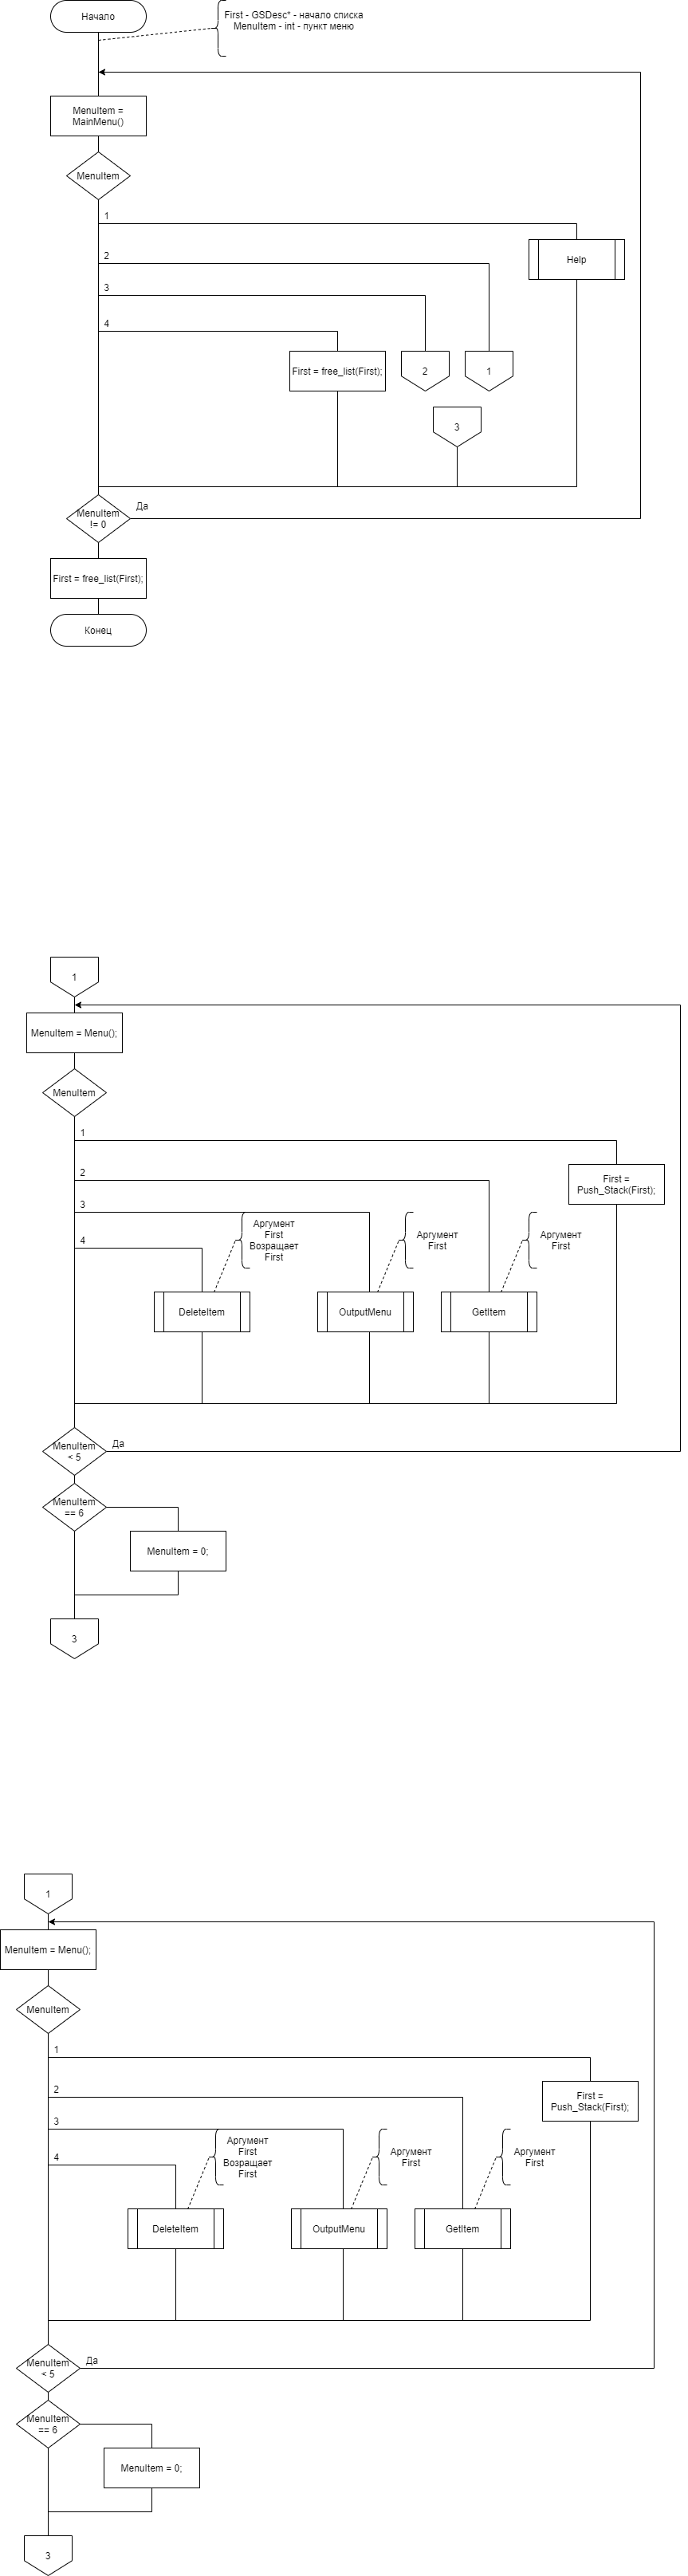 Начало
First - GSDesc* - начало списка
MenuItem - int - пункт меню
MenuItem =
MainMenu()
MenuItem
1
2
Help
3
4
First = free_list(First);
2
1
3
Да
MenuItem
!= 0
First = free_list(First);
Конец
1
MenuItem = Menu();
MenuItem
1
2
First =
Push_Stack(First);
3
4
Аргумент
First
Возращает
First
Аргумент
First
Аргумент
First
DeleteItem
OutputMenu
GetItem
Да
MenuItem
< 5
MenuItem
== 6
MenuItem = 0;
3
1
MenuItem = Menu();
MenuItem
1
2
First =
Push_Stack(First);
3
4
Аргумент
First
Возращает
First
Аргумент
First
Аргумент
First
DeleteItem
OutputMenu
GetItem
Да
MenuItem
< 5
MenuItem
== 6
MenuItem = 0;
3